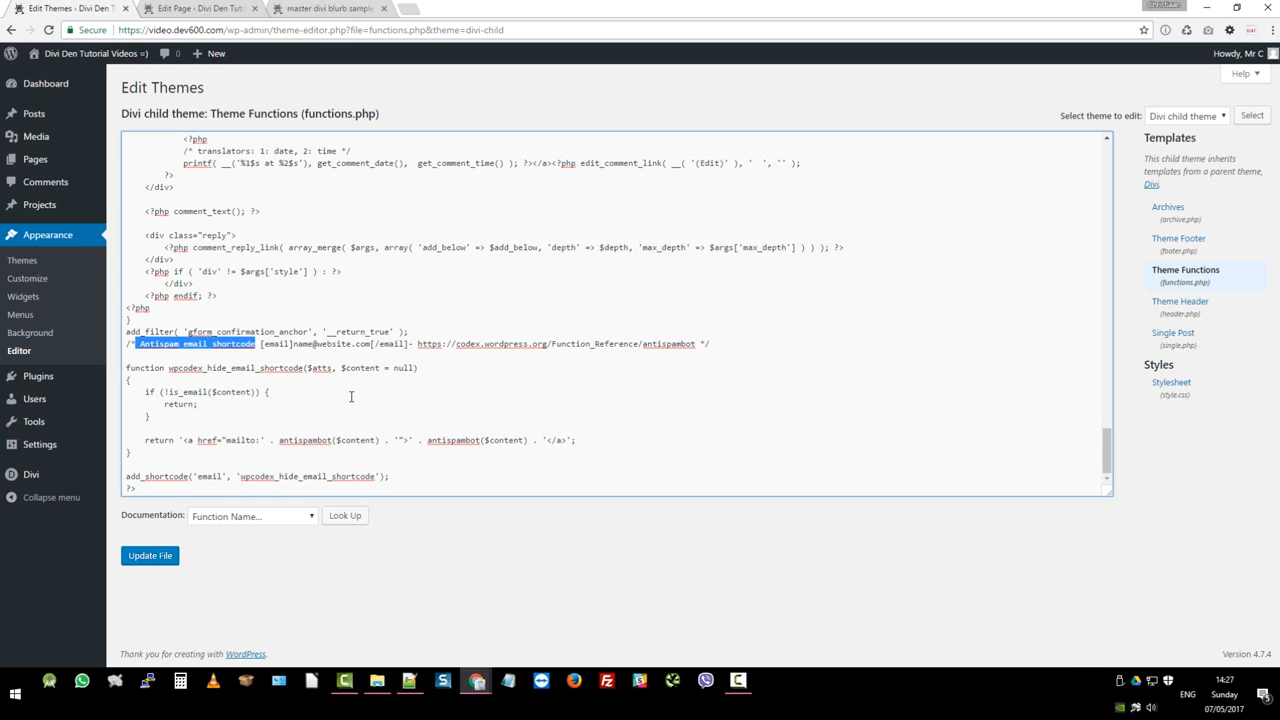 Edit Themes ‹ Divi Den T
Edit Page ‹ Divi Den Tuto
master divi blurb sample
Christiaan
Secure
https://video.dev600.com/wp-admin/theme-editor.php?file=functions.php&theme=divi-child
Divi Den Tutorial Videos =)
0
New
Howdy, Mr C
Dashboard
Posts
Media
Pages
Comments
Projects
Appearance
Themes
Customize
Widgets
Menus
Background
Editor
Plugins
Users
Tools
Settings
Divi
Collapse menu
Help
Edit Themes
Divi child theme: Theme Functions (functions.php)
Select theme to edit:
Divi child theme
Select
<?php
/* translators: 1: date, 2: time */
printf( __('%1$s at %2$s'), get_comment_date(),  get_comment_time() ); ?></a><?php edit_comment_link( __( '(Edit)' ), '  ', '' );
?>
</div>
<?php comment_text(); ?>
<div class="reply">
<?php comment_reply_link( array_merge( $args, array( 'add_below' => $add_below, 'depth' => $depth, 'max_depth' => $args['max_depth'] ) ) ); ?>
</div>
<?php if ( 'div' != $args['style'] ) : ?>
</div>
<?php endif; ?>
<?php
}
add_filter( 'gform_confirmation_anchor', '__return_true' );
/* Antispam email shortcode [email]name@website.com[/email]- https://codex.wordpress.org/Function_Reference/antispambot */
function wpcodex_hide_email_shortcode($atts, $content = null)
{
if (!is_email($content)) {
return;
}
return '<a href="mailto:' . antispambot($content) . '">' . antispambot($content) . '</a>';
}
add_shortcode('email', 'wpcodex_hide_email_shortcode');
?>
Documentation:
Function Name...
Look Up
Update File
Templates
This child theme inherits
templates from a parent theme,
Divi.
Archives
(archive.php)
Theme Footer
(footer.php)
Theme Functions
(functions.php)
Theme Header
(header.php)
Single Post
(single.php)
Styles
Stylesheet
(style.css)
Thank you for creating with WordPress.
Version 4.7.4
ENG
14:27
Sunday
07/05/2017